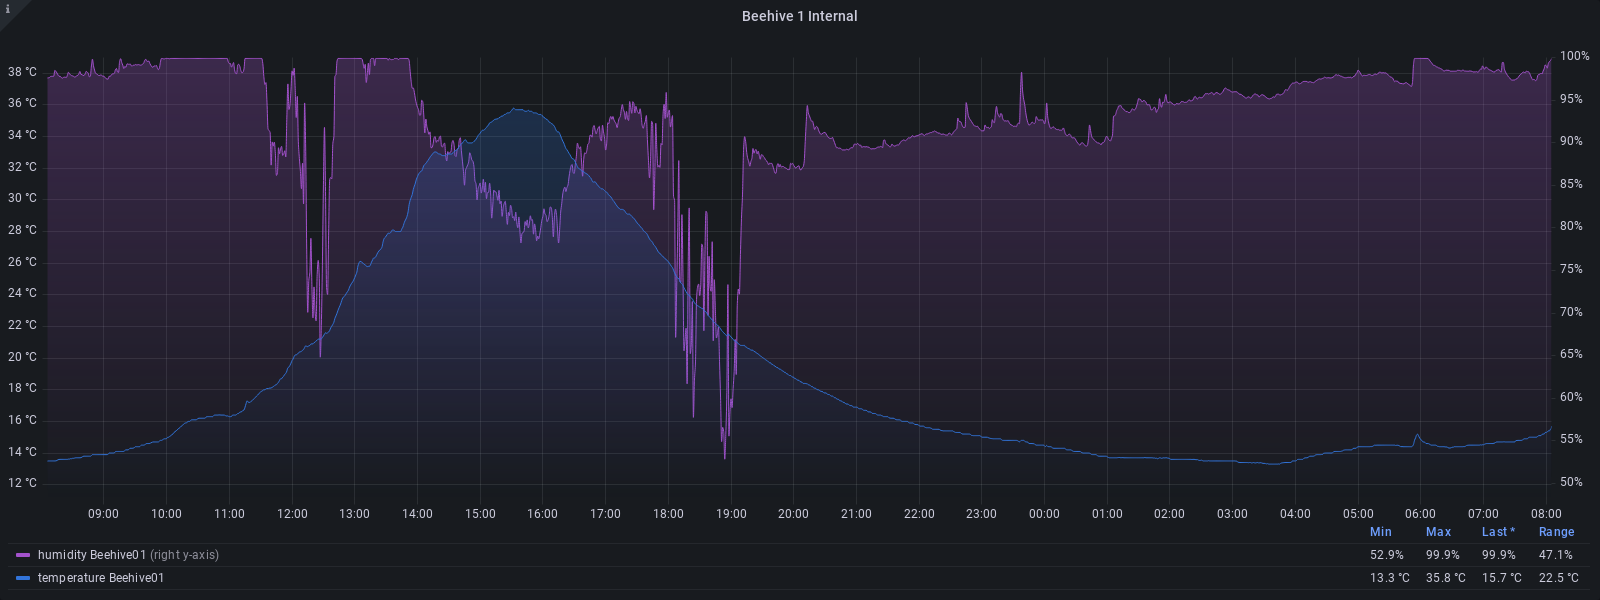 i
Beehive 1 Internal
38 °C
36 °C
34 °C
32 °C
30 °C
28 °C
26 °C
24 °C
22 °C
20 °C
18 °C
16 °C
14 °C
12 °C
100%
95%
90%
85%
80%
75%
70%
65%
60%
55%
50%
09:00 10:00 11:00 12:00 13:00 14:00 15:00 16:00 17:00 18:00 19:00 20:00 21:00 22:00 23:00 00:00 01:00 02:00 03:00 04:00 05:00 06:00 07:00 08:00
Min Max Last * Range
humidity Beehive01 (right y-axis) 52.9% 99.9% 99.9% 47.1%
temperature Beehive01 13.3 °C 35.8 °C 15.7 °C 22.5 °C